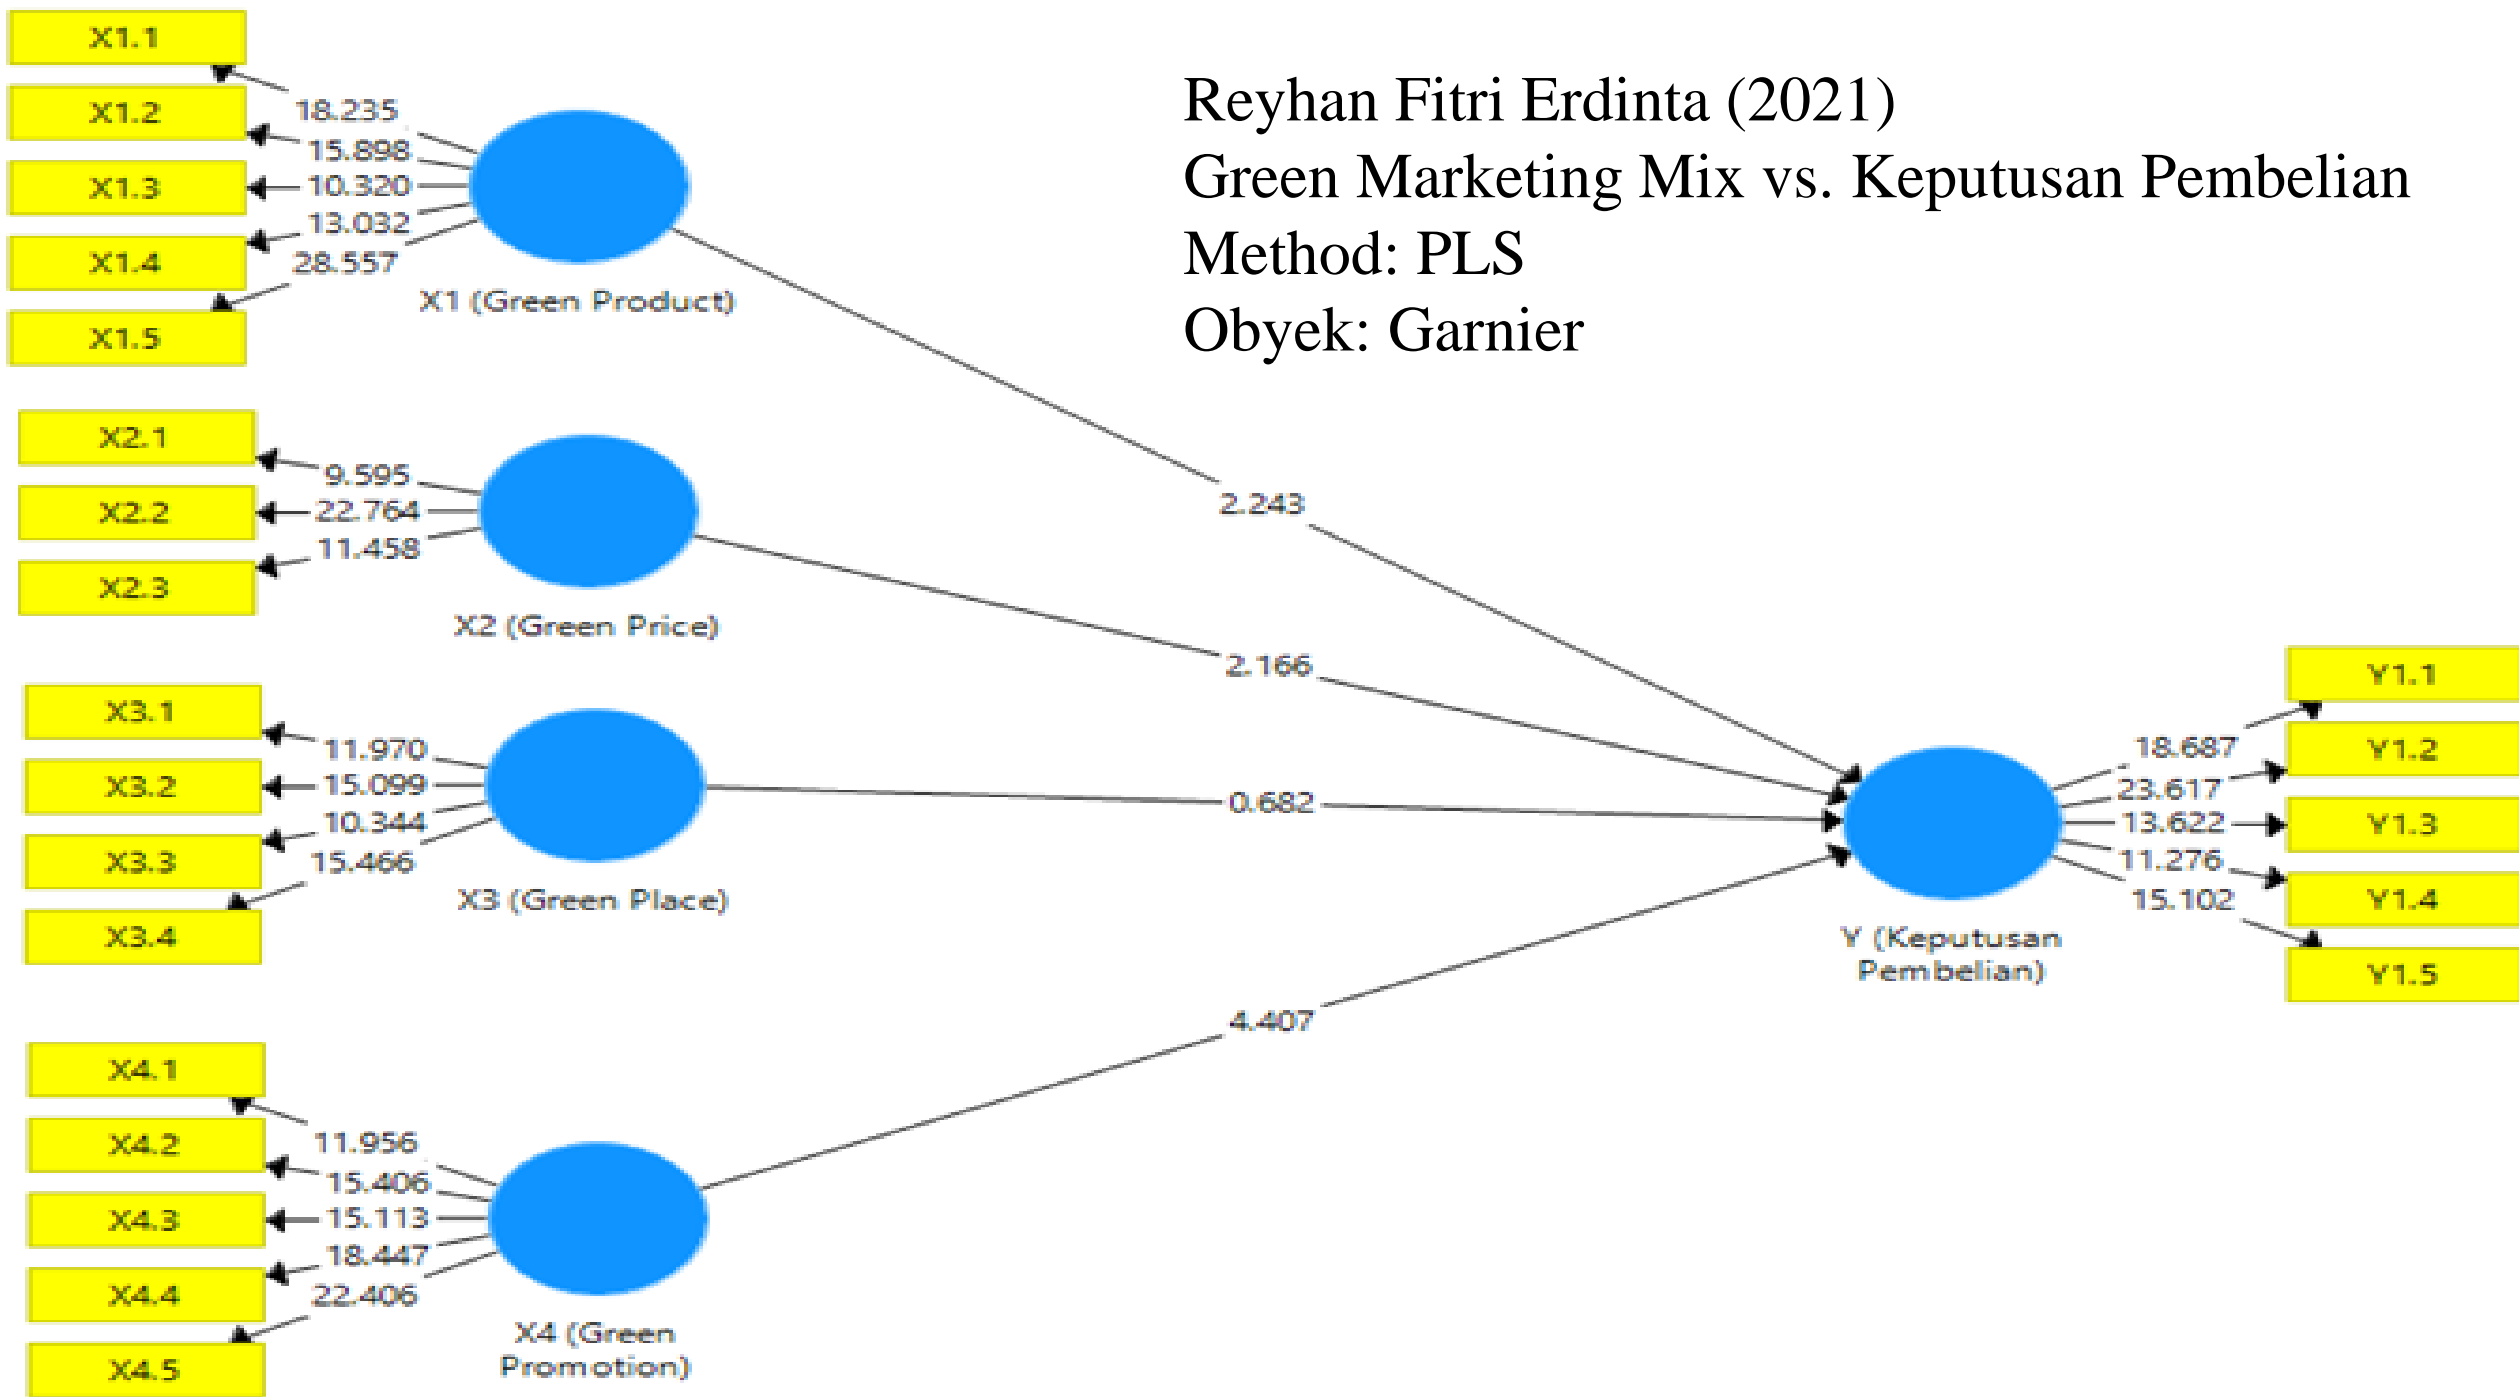 Reyhan Fitri Erdinta (2021)
Green Marketing Mix vs. Keputusan Pembelian
Method: PLS
Obyek: Garnier
X1.1
X1.2
X1.3
X1.4
X1.5
18.235
15.898
10.320
13.032
28.557
X1 (Green Product)
X2.1
X2.2
X2.3
9.595
22.764
11.458
X2 (Green Price)
X3.1
X3.2
X3.3
X3.4
11.970
15.099
10.344
15.466
X3 (Green Place)
X4.1
X4.2
X4.3
X4.4
X4.5
11.956
15.406
15.113
18.447
22.406
X4 (Green
Promotion)
2.243
2.166
0.682
4.407
Y (Keputusan
Pembelian)
18.687
23.617
13.622
11.276
15.102
Y1.1
Y1.2
Y1.3
Y1.4
Y1.5